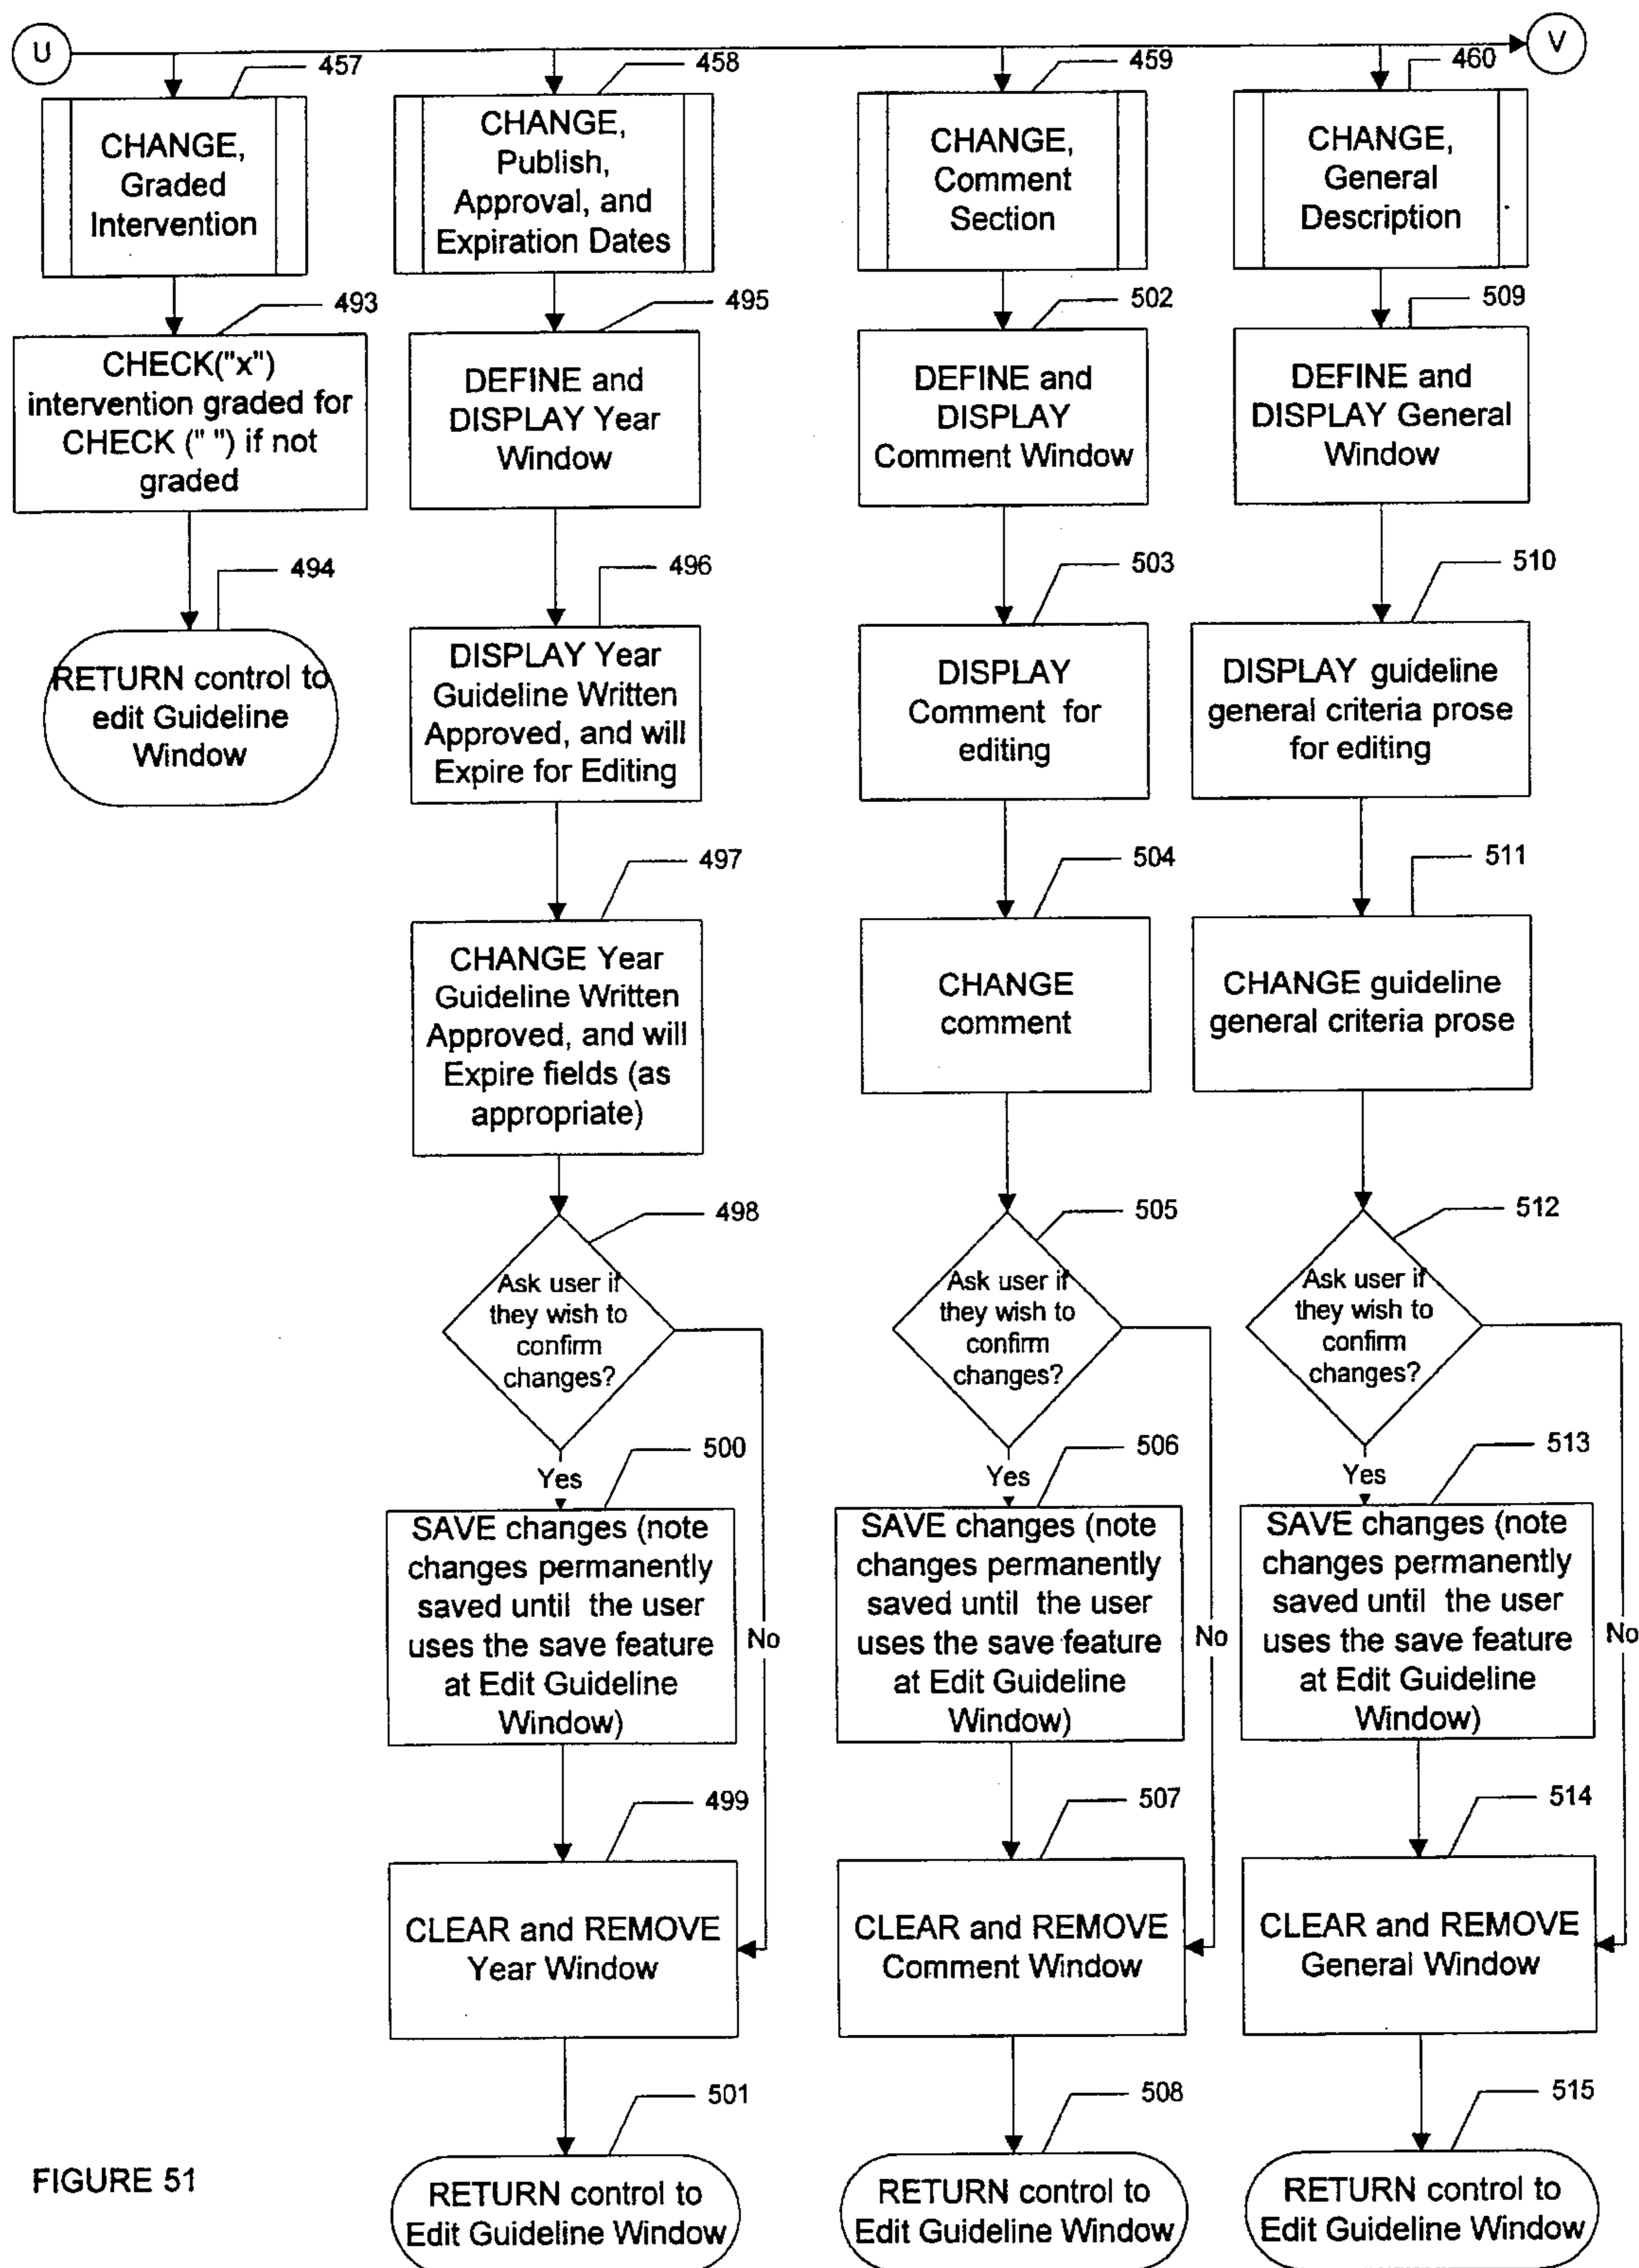 U
V
457
CHANGE,
Graded
Intervention
493
CHECK("x")
intervention graded for
CHECK (" ") if not
graded
494
RETURN control to
edit Guideline
Window
458
CHANGE,
Publish,
Approval, and
Expiration Dates
495
DEFINE and
DISPLAY Year
Window
496
DISPLAY Year
Guideline Written
Approved, and will
Expire for Editing
497
CHANGE Year
Guideline Written
Approved, and will
Expire fields (as
appropriate)
498
Ask user if
they wish to
confirm
changes?
Yes
No
500
SAVE changes (note
changes permanently
saved until the user
uses the save feature
at Edit Guideline
Window)
499
CLEAR and REMOVE
Year Window
501
RETURN control to
Edit Guideline Window
459
CHANGE,
Comment
Section
502
DEFINE and
DISPLAY
Comment Window
503
DISPLAY
Comment for
editing
504
CHANGE
comment
505
Ask user if
they wish to
confirm
changes?
Yes
No
506
SAVE changes (note
changes permanently
saved until the user
uses the save feature
at Edit Guideline
Window)
507
CLEAR and REMOVE
Comment Window
508
RETURN control to
Edit Guideline Window
460
CHANGE,
General
Description
509
DEFINE and
DISPLAY General
Window
510
DISPLAY guideline
general criteria prose
for editing
511
CHANGE guideline
general criteria prose
512
Ask user if
they wish to
confirm
changes?
Yes
No
513
SAVE changes (note
changes permanently
saved until the user
uses the save feature
at Edit Guideline
Window)
514
CLEAR and REMOVE
General Window
515
RETURN control to
Edit Guideline Window
FIGURE 51